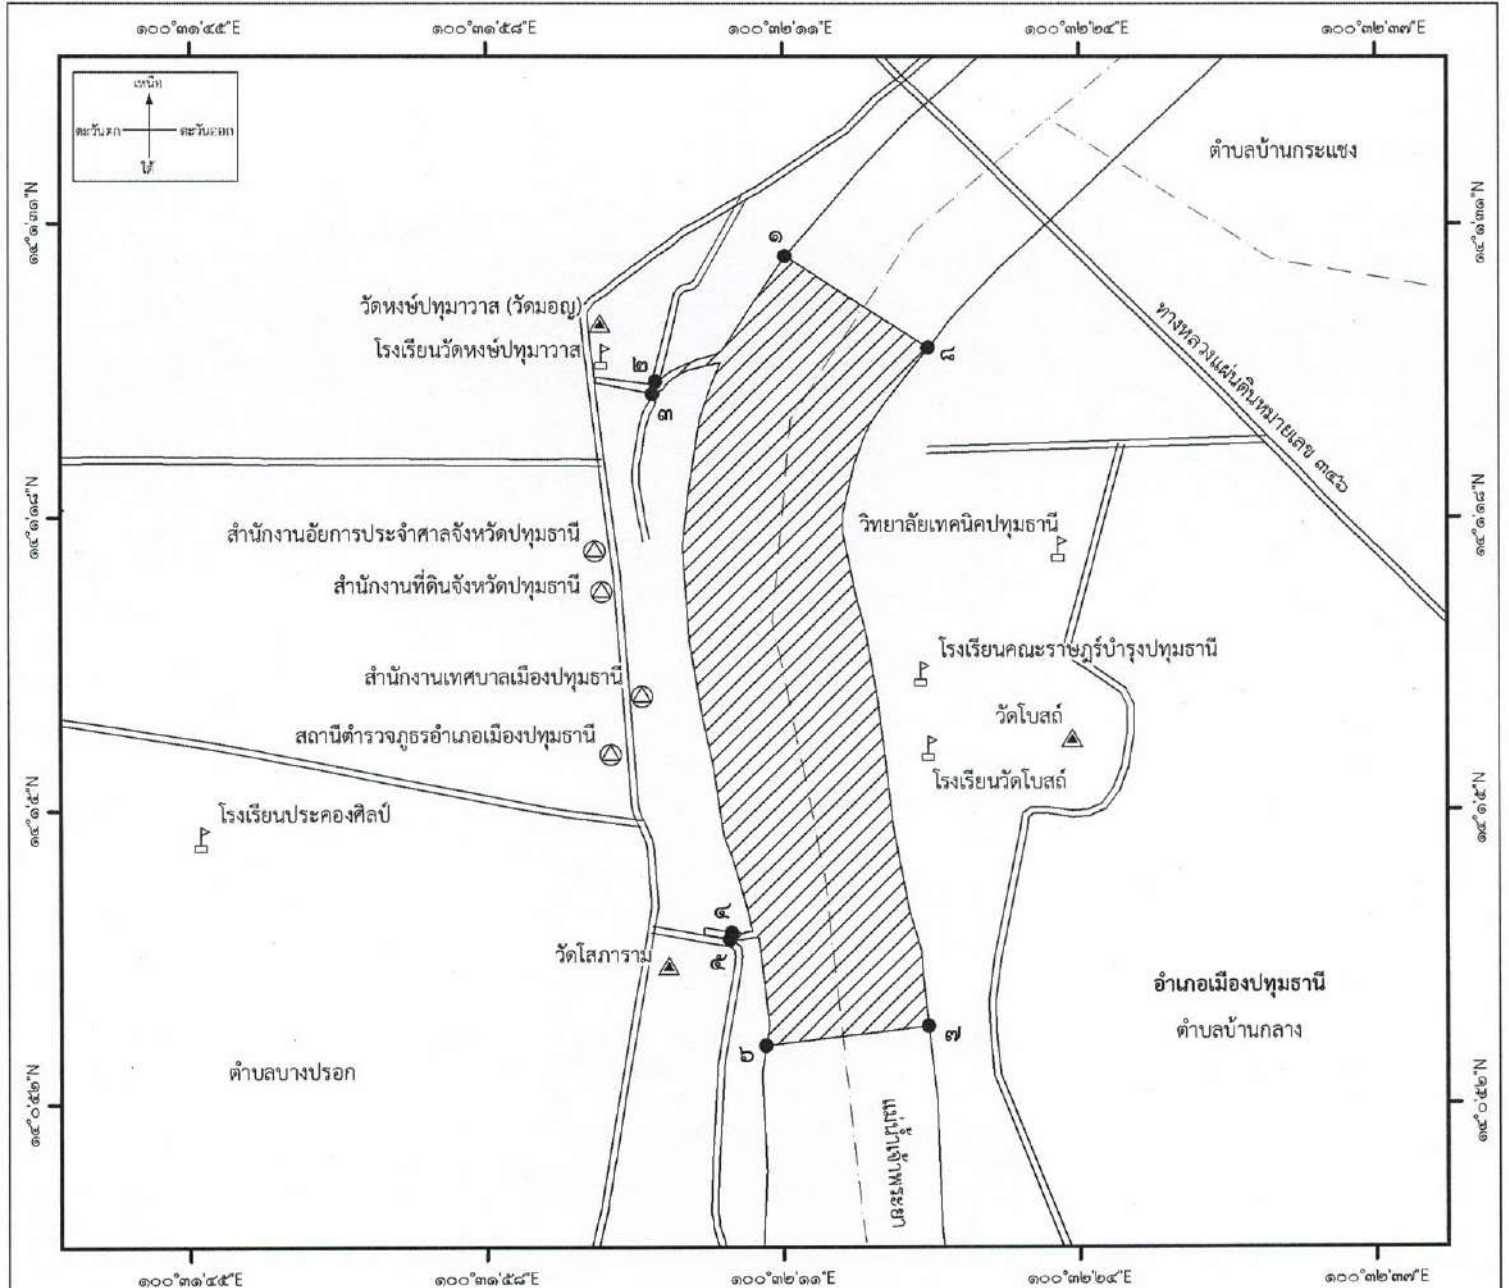 ๑๐๐°๓๑'๔๕"E
๑๐๐°๓๑'๕๘"E
๑๐๐°๓๒'๑๑"E
๑๐๐°๓๒'๒๔"E
๑๐๐°๓๒'๓๗"E
เหนือ
ตะวันตก
ตะวันออก
ใต้
ตำบลบ้านกระแชง
๑๔°๑'๓๑"N
๑๔°๑'๓๑"N
๑
วัดหงษ์ปทุมาวาส (วัดมอญ)
ทางหลวงแผ่นดินหมายเลข ๓๔๖
โรงเรียนวัดหงษ์ปทุมาวาส
๘
๒
๓
๑๔°๑'๑๘"N
๑๔°๑'๑๘"N
สำนักงานอัยการประจำศาลจังหวัดปทุมธานี
วิทยาลัยเทคนิคปทุมธานี
สำนักงานที่ดินจังหวัดปทุมธานี
โรงเรียนคณะราษฎร์บำรุงปทุมธานี
สำนักงานเทศบาลเมืองปทุมธานี
วัดโบสถ์
สถานีตำรวจภูธรอำเภอเมืองปทุมธานี
โรงเรียนวัดโบสถ์
๑๔°๑'๕"N
๑๔°๑'๕"N
โรงเรียนประคองศิลป์
๔
๕
วัดโสภาราม
อำเภอเมืองปทุมธานี
ตำบลบ้านกลาง
๗
๖
ตำบลบางปรอก
๑๔°๐'๕๒"N
๑๔°๐'๕๒"N
แม่น้ำเจ้าพระยา
๑๐๐°๓๑'๔๕"E
๑๐๐°๓๑'๕๘"E
๑๐๐°๓๒'๑๑"E
๑๐๐°๓๒'๒๔"E
๑๐๐°๓๒'๓๗"E